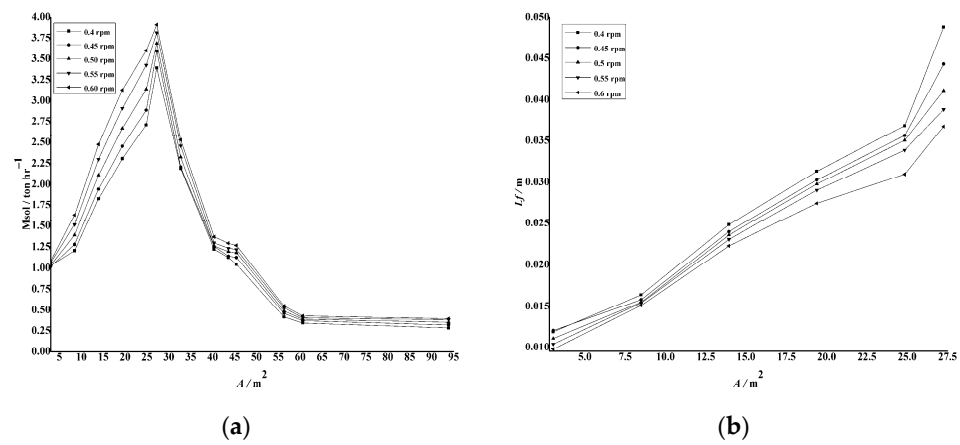 4.00
3.75
3.50
3.25
3.00
2.75
2.50
2.25
2.00
1.75
1.50
1.25
1.00
0.75
0.50
0.25
0.00
Msol / ton hr⁻¹
0.4 rpm
0.45 rpm
0.50 rpm
0.55 rpm
0.60 rpm
5 10 15 20 25 30 35 40 45 50 55 60 65 70 75 80 85 90 95
A / m²
(a)
0.050
0.045
0.040
0.035
0.030
0.025
0.020
0.015
0.010
Lf / m
0.4 rpm
0.45 rpm
0.5 rpm
0.55 rpm
0.6 rpm
5.0 7.5 10.0 12.5 15.0 17.5 20.0 22.5 25.0 27.5
A / m²
(b)